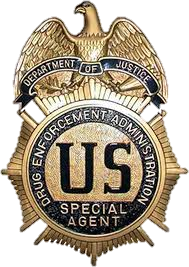 DEPARTMENT OF JUSTICE
DRUG ENFORCEMENT ADMINISTRATION
US
SPECIAL
AGENT